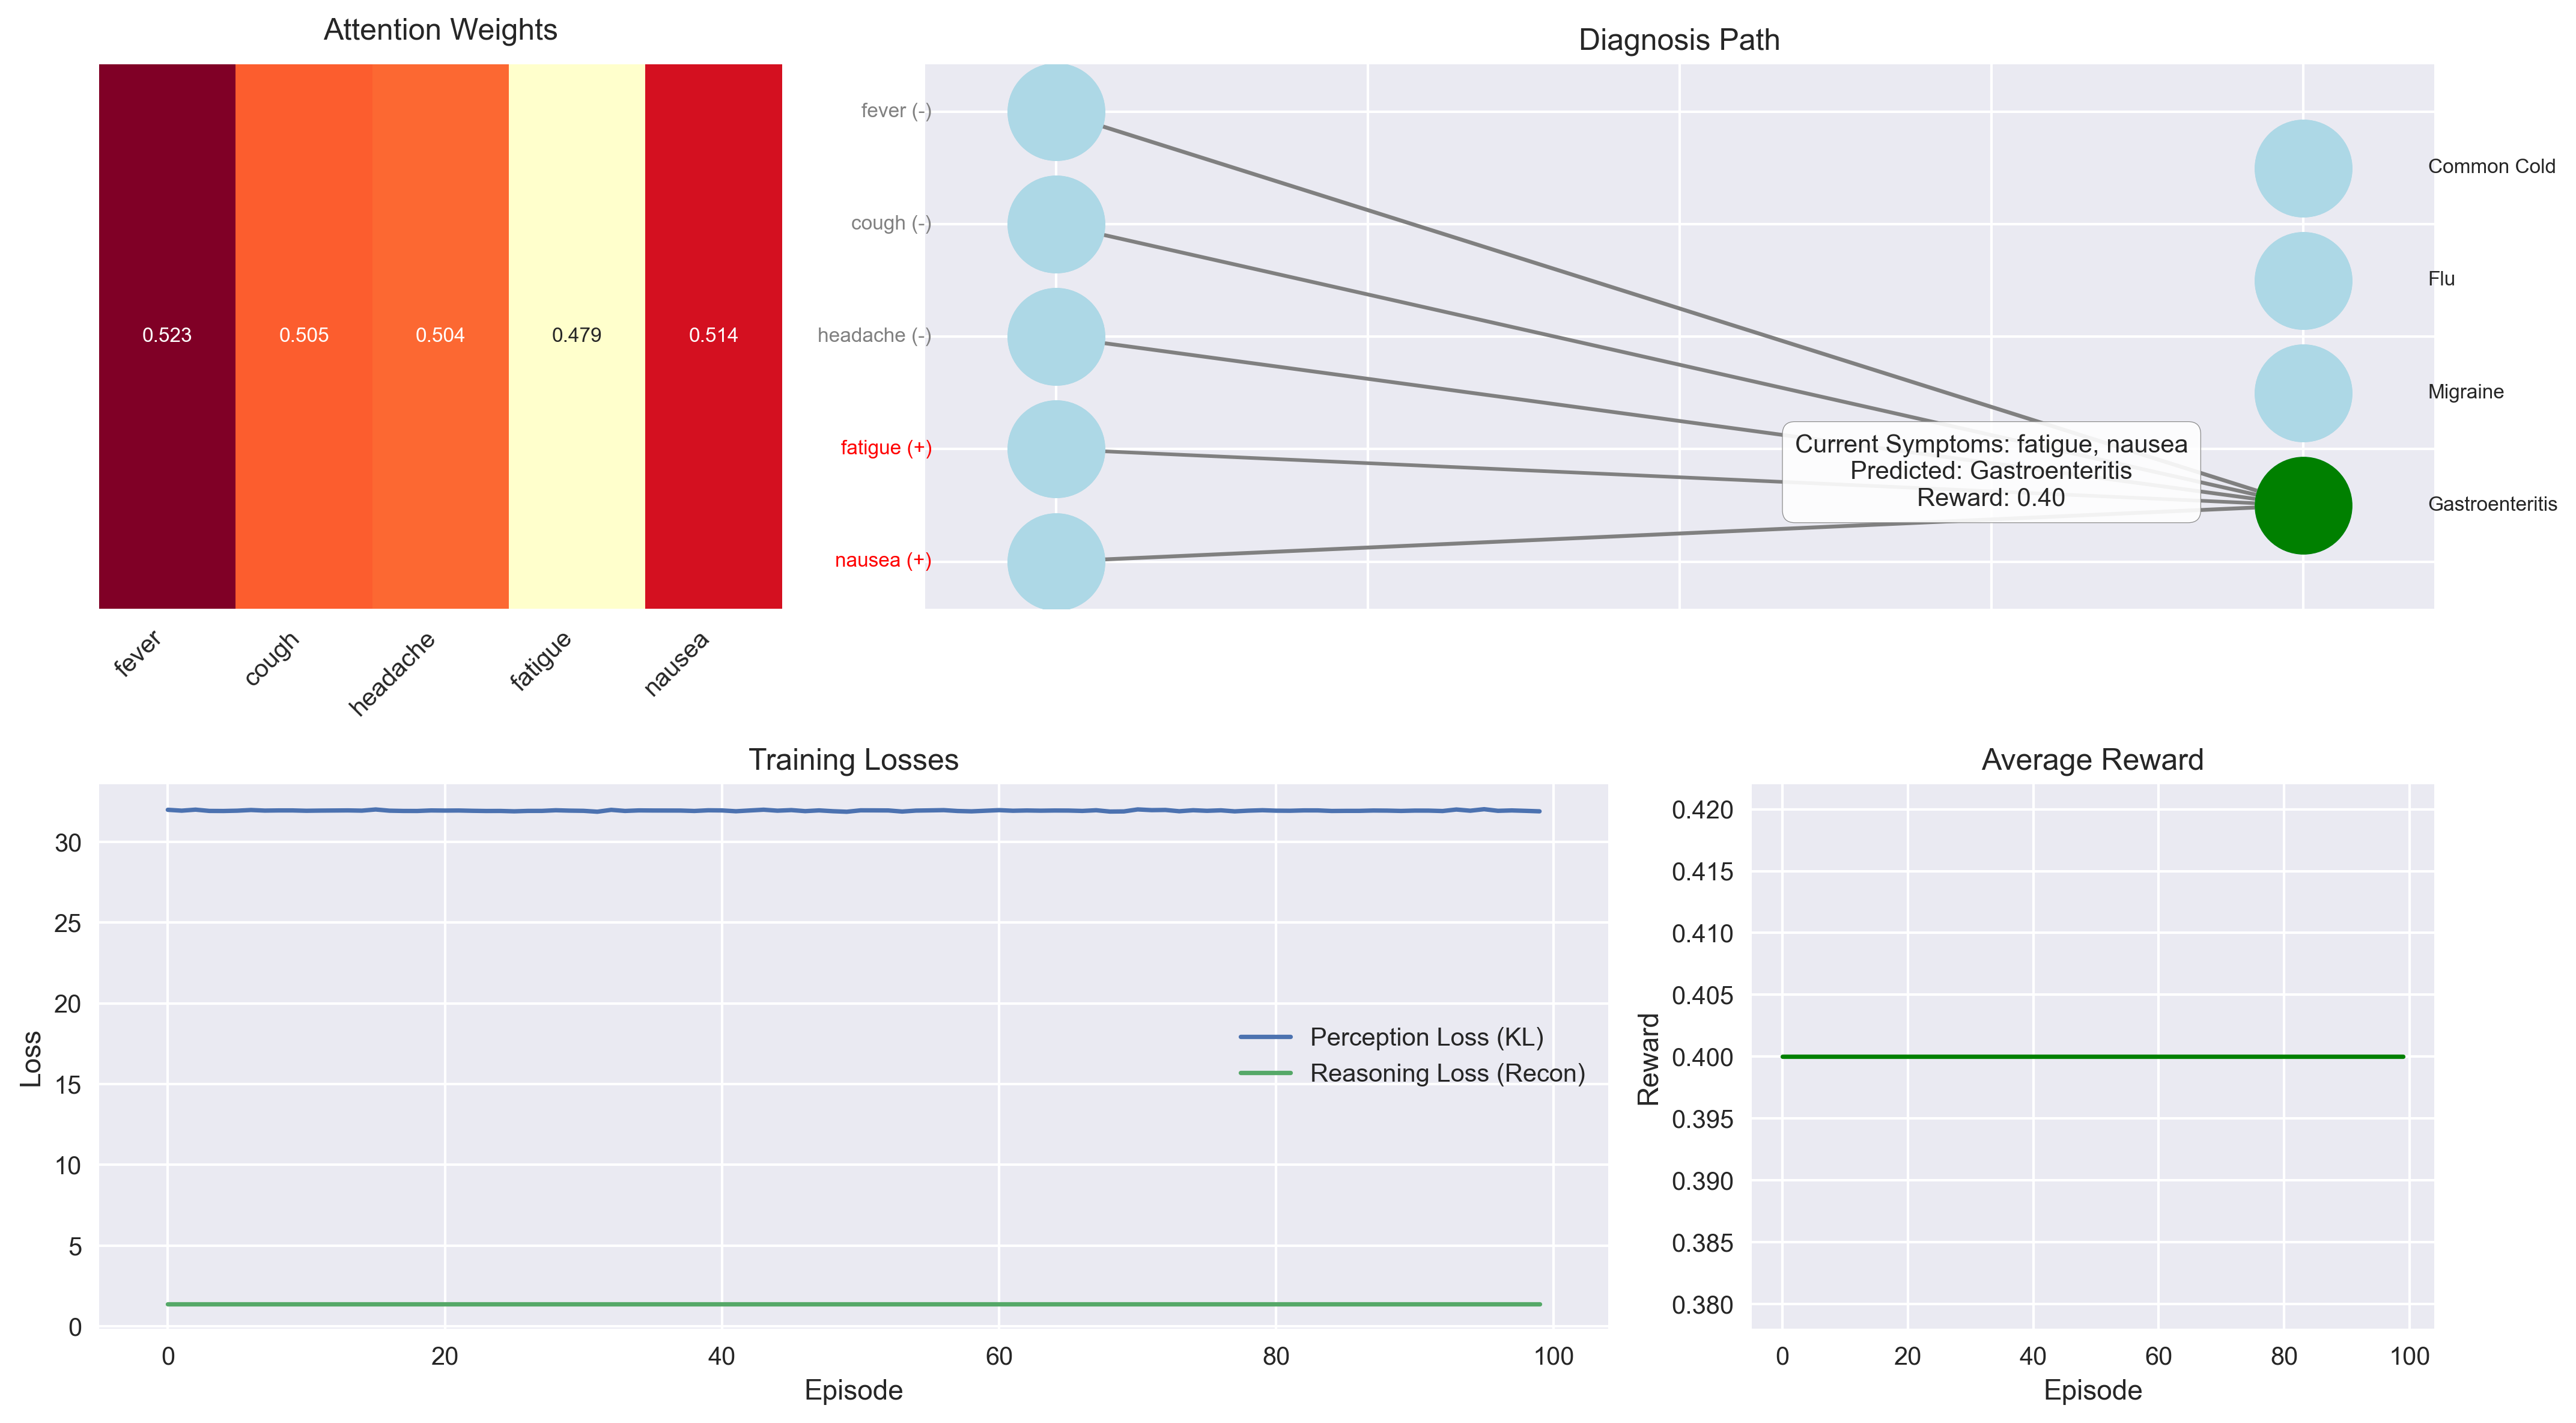 Attention Weights
0.523
0.505
0.504
0.479
0.514
fever
cough
headache
fatigue
nausea
Diagnosis Path
fever (-)
cough (-)
headache (-)
fatigue (+)
nausea (+)
Common Cold
Flu
Migraine
Gastroenteritis
Current Symptoms: fatigue, nausea
Predicted: Gastroenteritis
Reward: 0.40
Training Losses
Loss
30
25
20
15
10
5
0
Perception Loss (KL)
Reasoning Loss (Recon)
0
20
40
60
80
100
Episode
Average Reward
Reward
0.420
0.415
0.410
0.405
0.400
0.395
0.390
0.385
0.380
0
20
40
60
80
100
Episode